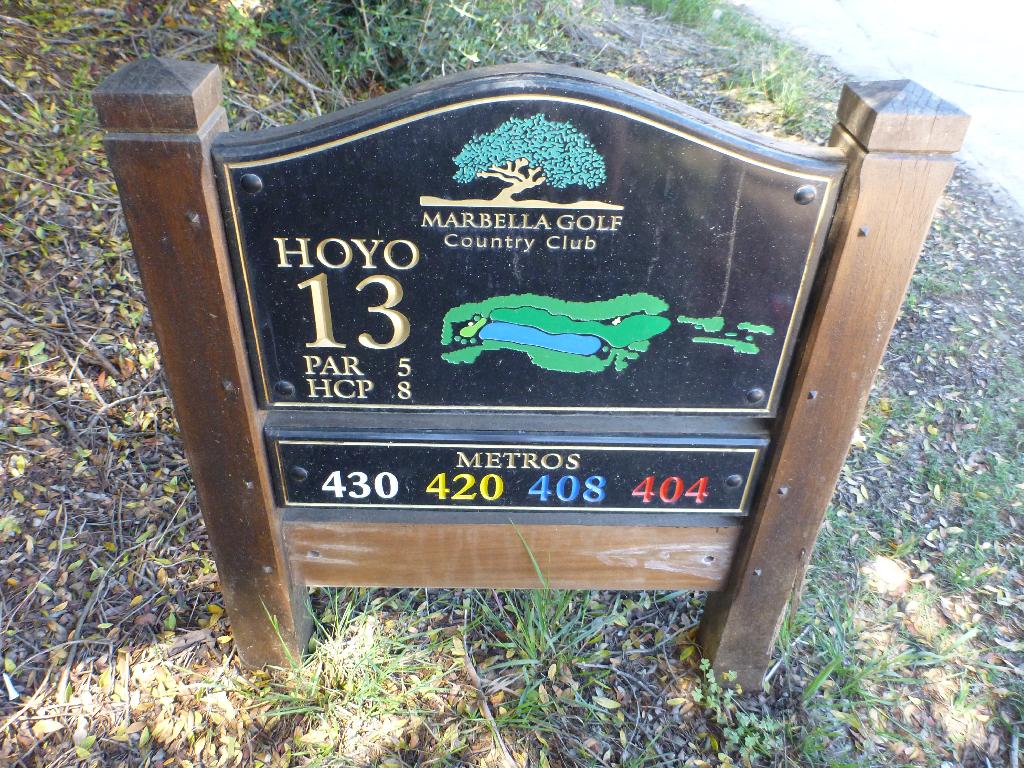 MARBELLA GOLF
Country Club
HOYO
13
PAR 5
HCP 8
METROS
430 420 408 404